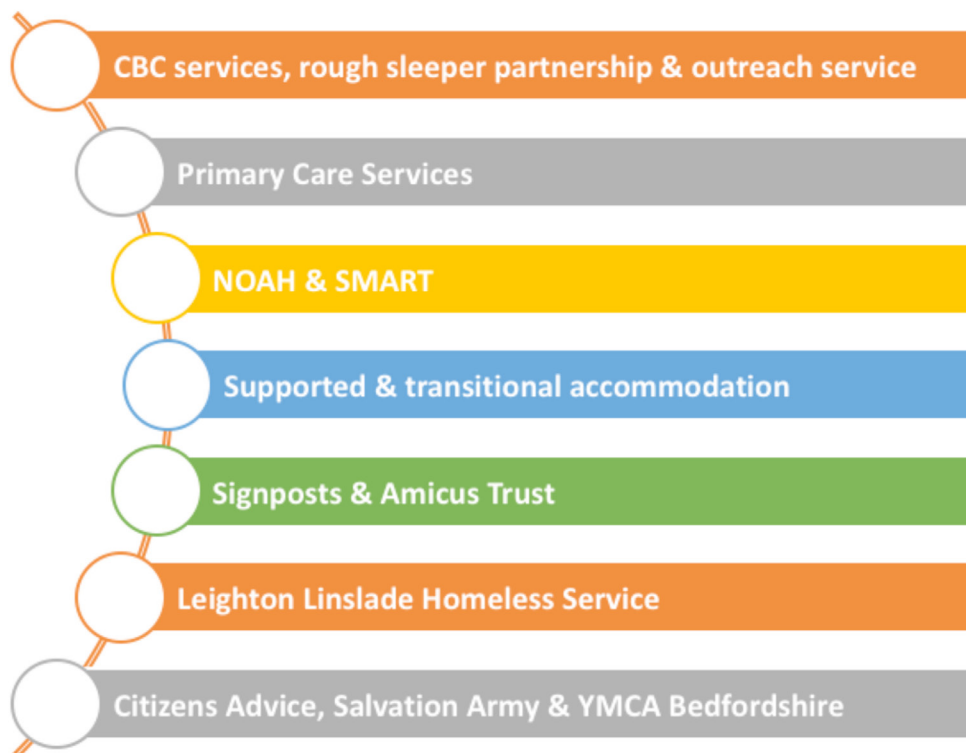 CBC services, rough sleeper partnership & outreach service
Primary Care Services
NOAH & SMART
Supported & transitional accommodation
Signposts & Amicus Trust
Leighton Linslade Homeless Service
Citizens Advice, Salvation Army & YMCA Bedfordshire